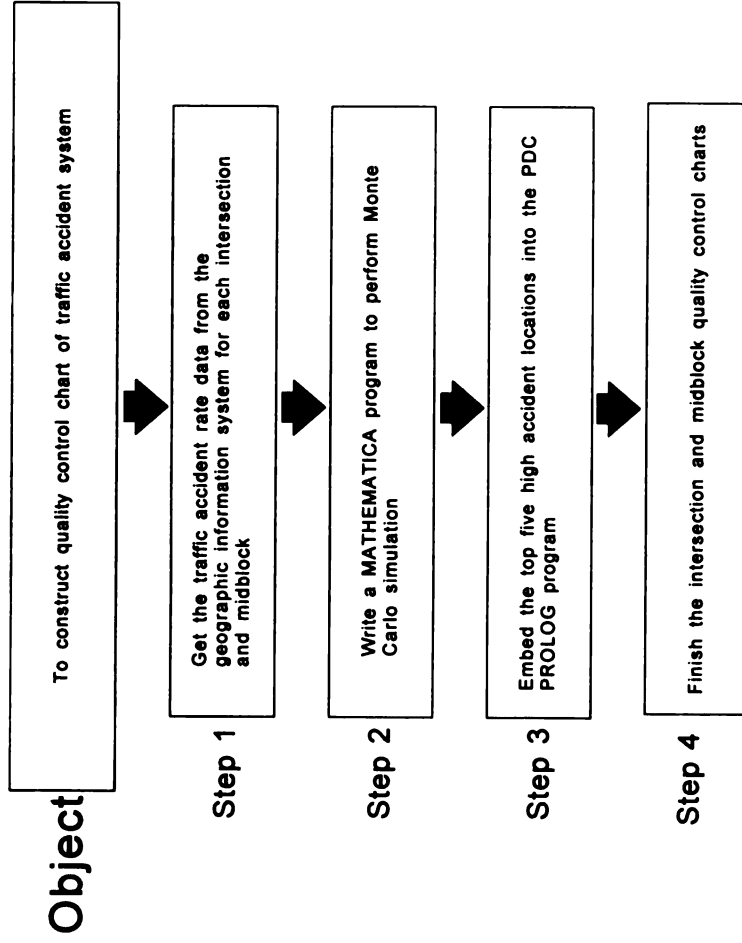 Object
To construct quality control chart of traffic accident system
Step 1
Get the traffic accident rate data from the
geographic information system for each intersection
and midblock
Step 2
Write a MATHEMATICA program to perform Monte
Carlo simulation
Step 3
Embed the top five high accident locations into the PDC
PROLOG program
Step 4
Finish the intersection and midblock quality control charts